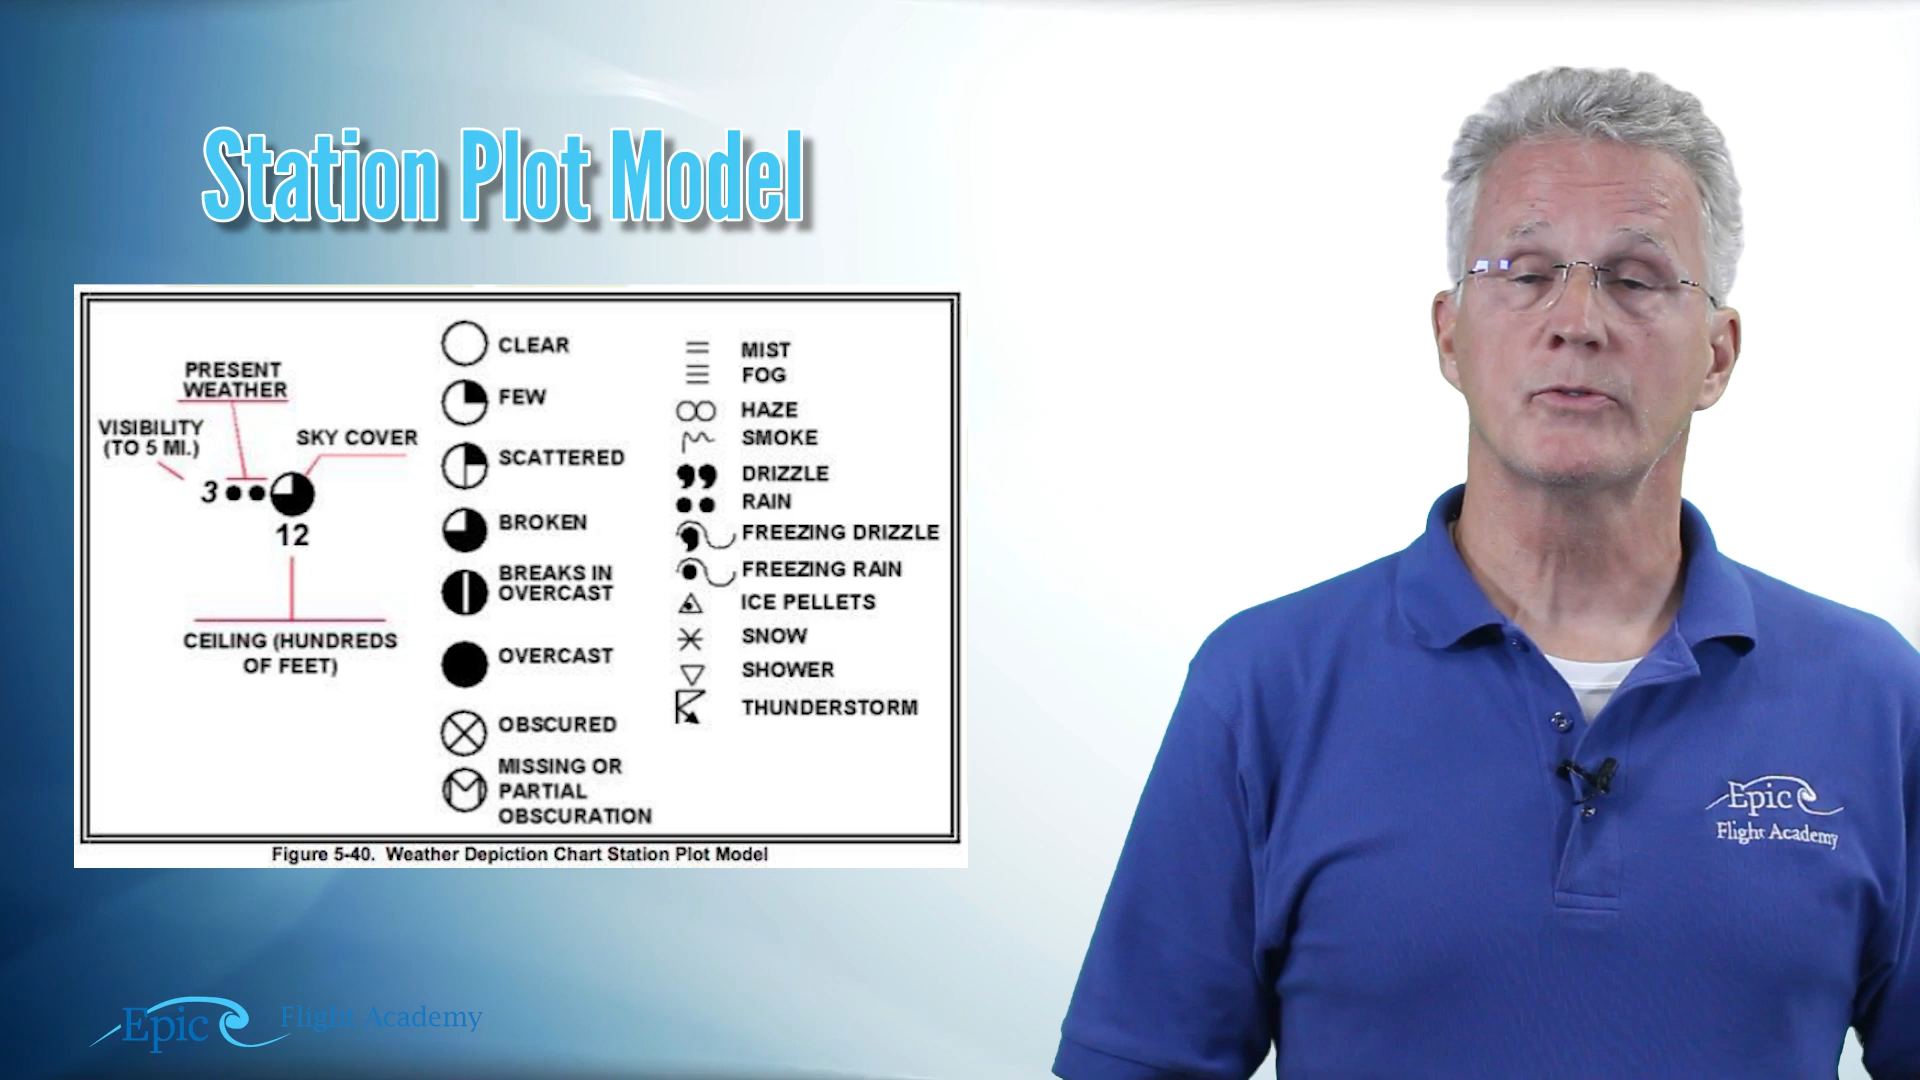 Station Plot Model
PRESENT
WEATHER
VISIBILITY
(TO 5 MI.)
SKY COVER
3
12
CEILING (HUNDREDS
OF FEET)
CLEAR
FEW
SCATTERED
BROKEN
BREAKS IN
OVERCAST
OVERCAST
OBSCURED
MISSING OR
PARTIAL
OBSCURATION
MIST
FOG
HAZE
SMOKE
DRIZZLE
RAIN
FREEZING DRIZZLE
FREEZING RAIN
ICE PELLETS
SNOW
SHOWER
THUNDERSTORM
Figure 5-40. Weather Depiction Chart Station Plot Model
Epic
Flight Academy
Epic Flight Academy